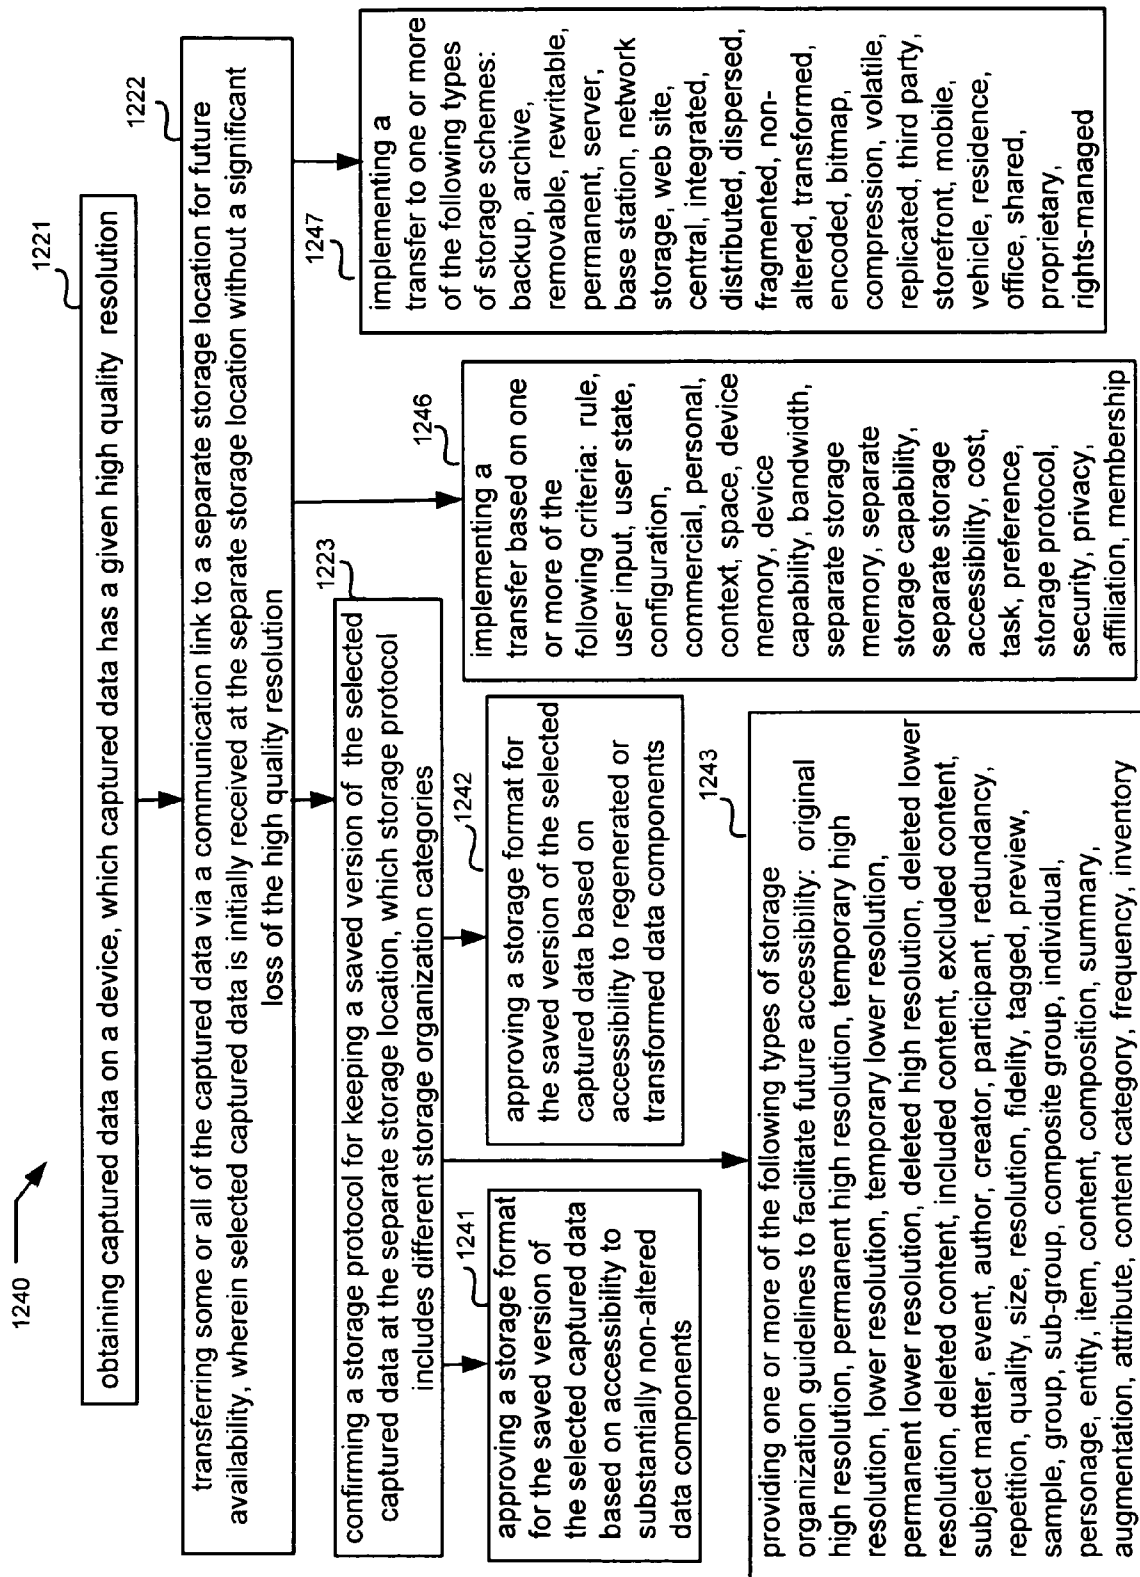 1240
1221
obtaining captured data on a device, which captured data has a given high quality resolution
1222
transferring some or all of the captured data via a communication link to a separate storage location for future
availability, wherein selected captured data is initially received at the separate storage location without a significant
loss of the high quality resolution
1223
confirming a storage protocol for keeping a saved version of the selected
captured data at the separate storage location, which storage protocol
includes different storage organization categories
1241
approving a storage format
for the saved version of
the selected captured data
based on accessibility to
substantially non-altered
data components
1242
approving a storage format for
the saved version of the selected
captured data based on
accessibility to regenerated or
transformed data components
1243
providing one or more of the following types of storage
organization guidelines to facilitate future accessibility: original
high resolution, permanent high resolution, temporary high
resolution, lower resolution, temporary lower resolution,
permanent lower resolution, deleted high resolution, deleted lower
resolution, deleted content, included content, excluded content,
subject matter, event, author, creator, participant, redundancy,
repetition, quality, size, resolution, fidelity, tagged, preview,
sample, group, sub-group, composite group, individual,
personage, entity, item, content, composition, summary,
augmentation, attribute, content category, frequency, inventory
1246
implementing a
transfer based on one
or more of the
following criteria: rule,
user input, user state,
configuration,
commercial, personal,
context, space, device
memory, device
capability, bandwidth,
separate storage
memory, separate
storage capability,
separate storage
accessibility, cost,
task, preference,
storage protocol,
security, privacy,
affiliation, membership
1247
implementing a
transfer to one or more
of the following types
of storage schemes:
backup, archive,
removable, rewritable,
permanent, server,
base station, network
storage, web site,
central, integrated,
distributed, dispersed,
fragmented, non-
altered, transformed,
encoded, bitmap,
compression, volatile,
replicated, third party,
storefront, mobile,
vehicle, residence,
office, shared,
proprietary,
rights-managed